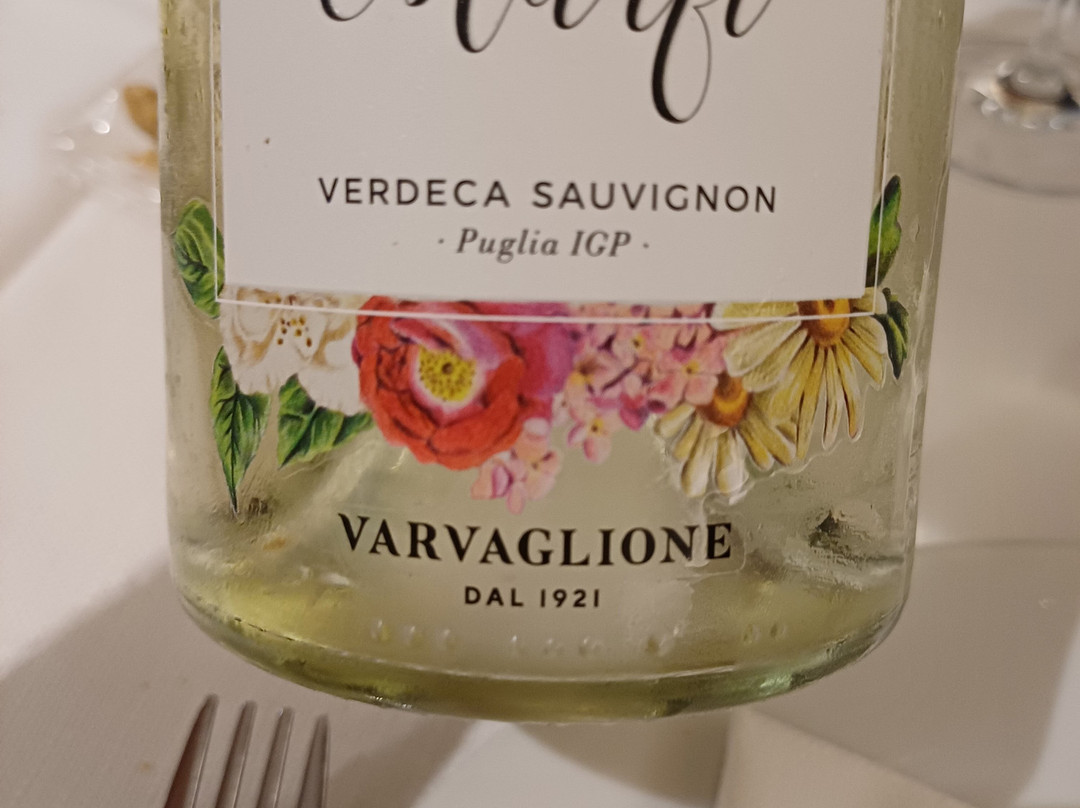 VERDECA SAUVIGNON
· Puglia IGP ·
VARVAGLIONE
DAL 1921